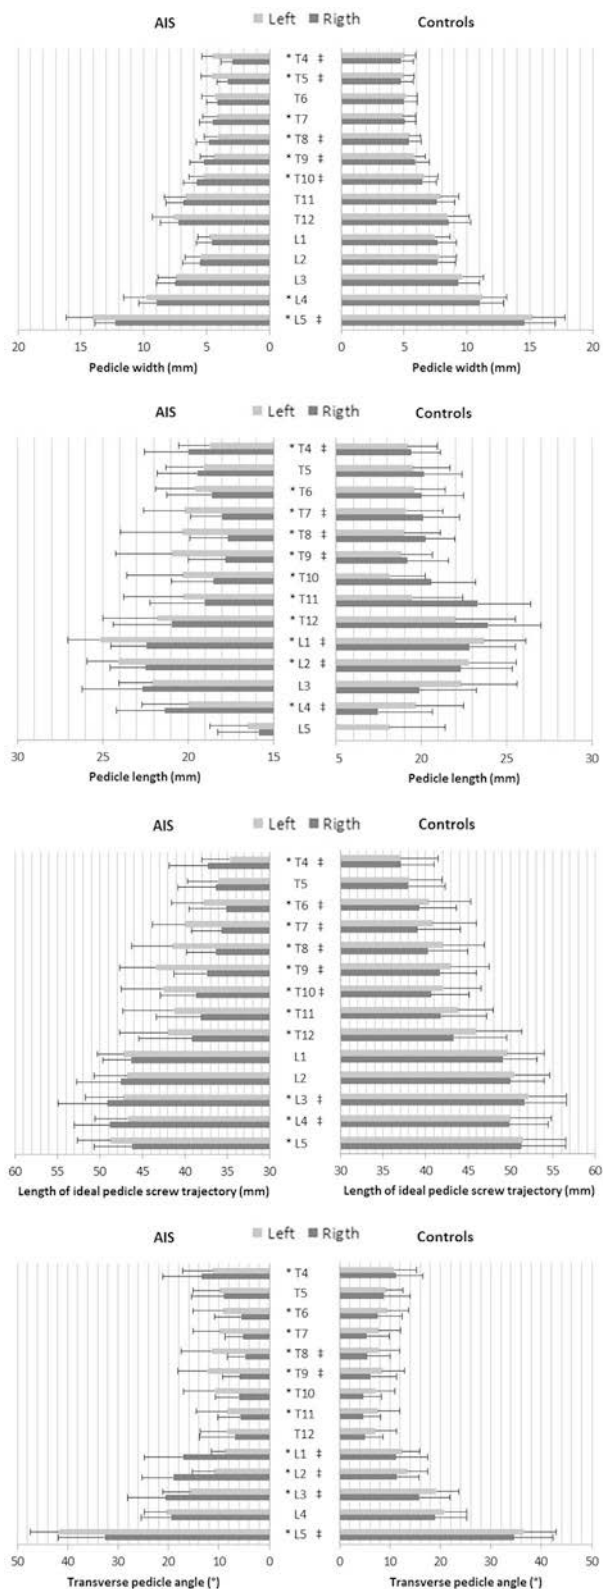 AIS Left Rigth Controls
* T4 ‡
* T5 ‡
T6
* T7
* T8 ‡
* T9 ‡
* T10 ‡
T11
T12
L1
L2
L3
* L4
* L5 ‡
20 15 10 5 0 0 5 10 15 20
Pedicle width (mm) Pedicle width (mm)
AIS Left Rigth Controls
* T4 ‡
T5
* T6
* T7 ‡
* T8 ‡
* T9 ‡
* T10
* T11
* T12
* L1 ‡
* L2 ‡
L3
* L4 ‡
L5
30 25 20 15 5 20 25 30
Pedicle length (mm) Pedicle length (mm)
AIS Left Rigth Controls
* T4 ‡
T5
* T6 ‡
* T7 ‡
* T8 ‡
* T9 ‡
* T10 ‡
* T11
* T12
L1
L2
* L3 ‡
* L4 ‡
* L5
60 55 50 45 40 35 30 30 40 50 60
Length of ideal pedicle screw trajectory (mm) Length of ideal pedicle screw trajectory (mm)
AIS Left Rigth Controls
* T4
T5
* T6
* T7
* T8 ‡
* T9 ‡
* T10
* T11
T12
* L1 ‡
* L2 ‡
* L3 ‡
L4
* L5 ‡
50 40 30 20 10 0 0 10 20 30 40 50
Transverse pedicle angle (°) Transverse pedicle angle (°)